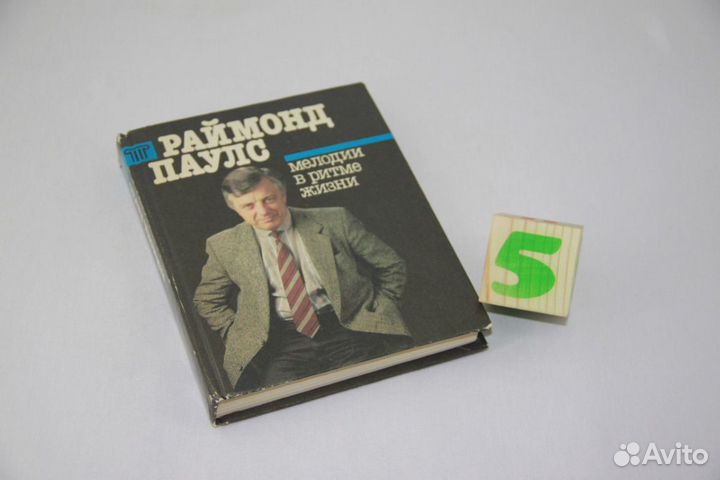 РАЙМОНД
ПАУЛС
мелодии
в ритме
жизни
5
Avito